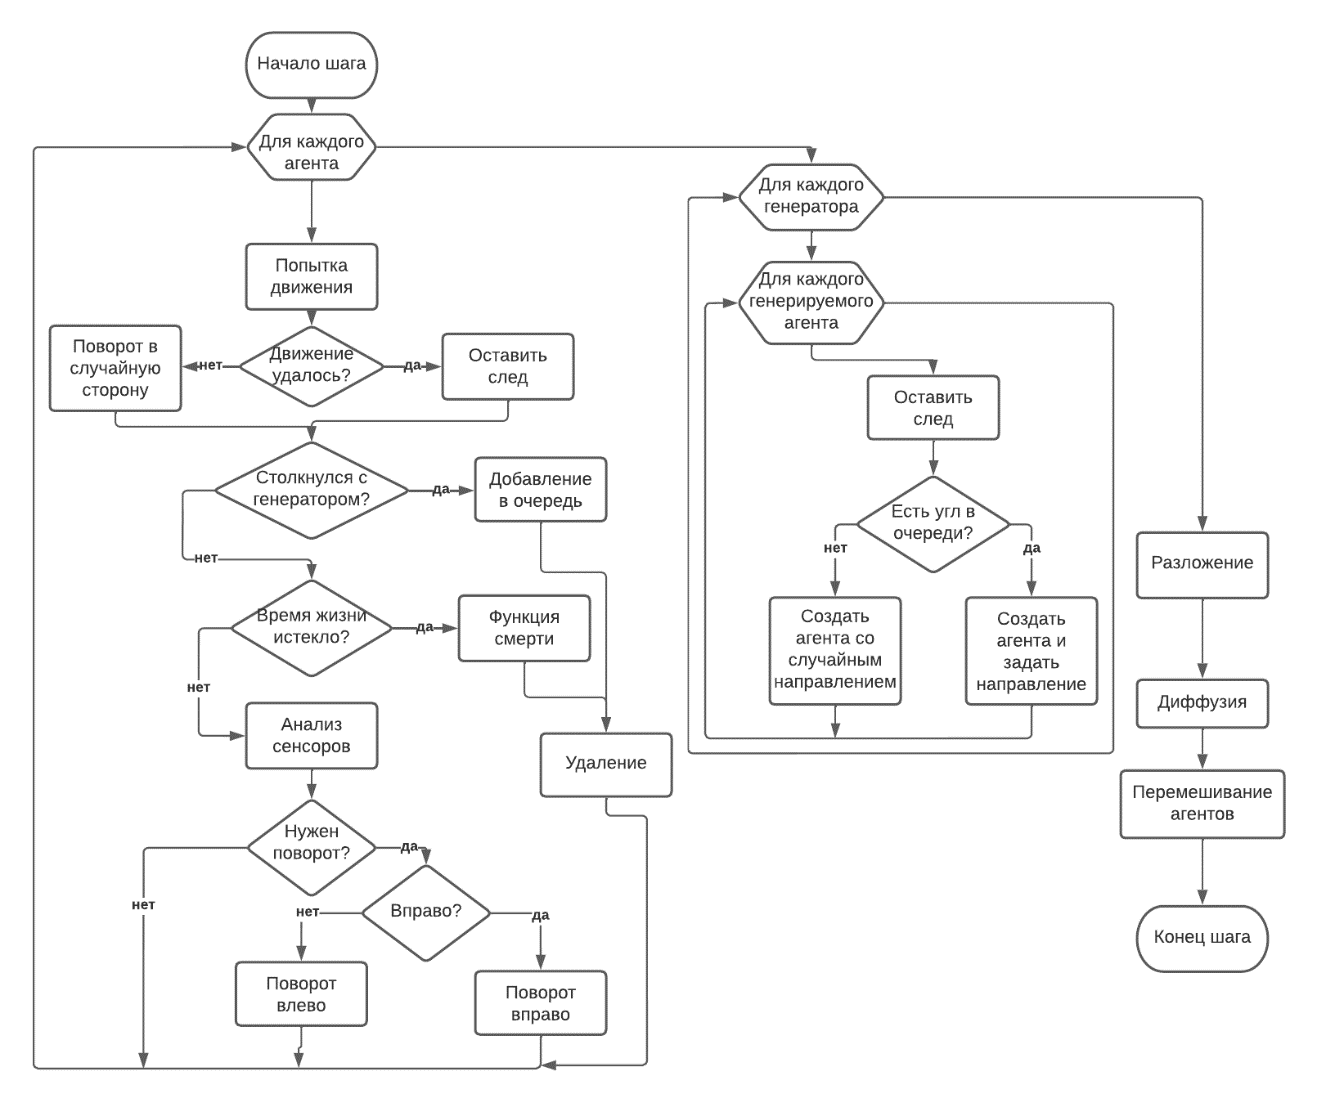 Начало шага
Для каждого
агента
Попытка
движения
Движение
удалось?
нет
да
Поворот в
случайную
сторону
Оставить
след
Столкнулся с
генератором?
да
нет
Добавление
в очередь
Время жизни
истекло?
да
нет
Функция
смерти
Анализ
сенсоров
Удаление
Нужен
поворот?
да
нет
Вправо?
нет
да
Поворот
влево
Поворот
вправо
Для каждого
генератора
Для каждого
генерируемого
агента
Оставить
след
Есть угл в
очереди?
нет
да
Создать
агента со
случайным
направлением
Создать
агента и
задать
направление
Разложение
Диффузия
Перемешивание
агентов
Конец шага